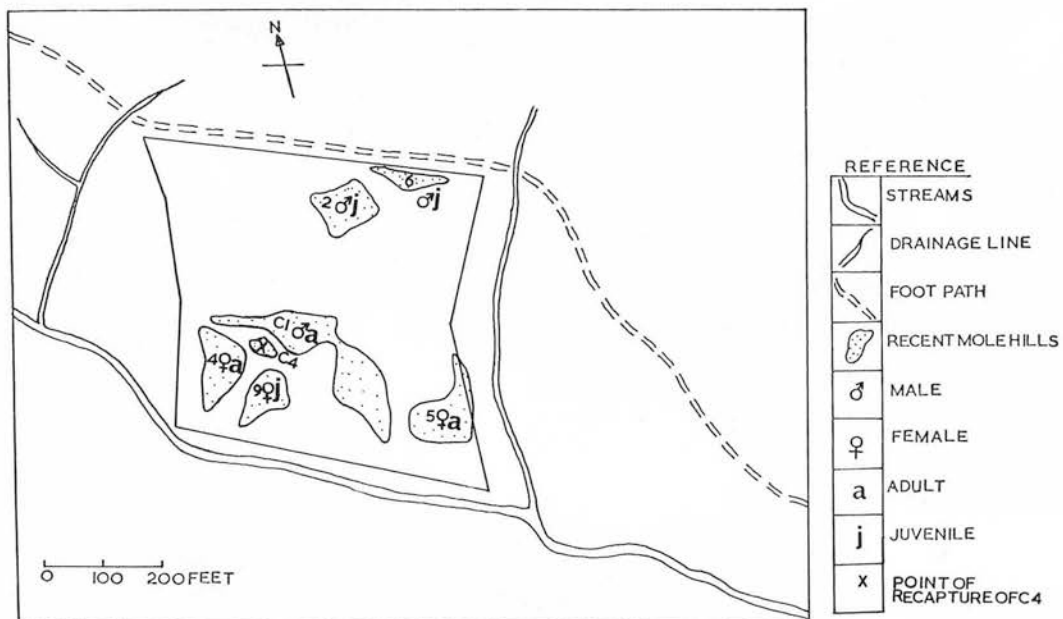 N
6
♂j
2♂j
C1♂a
C4
4♀a
x
9♀j
5♀a
0 100 200 FEET
REFERENCE
STREAMS
DRAINAGE LINE
FOOT PATH
RECENT MOLE HILLS
♂ MALE
♀ FEMALE
a ADULT
j JUVENILE
x POINT OF
RECAPTURE OF C4